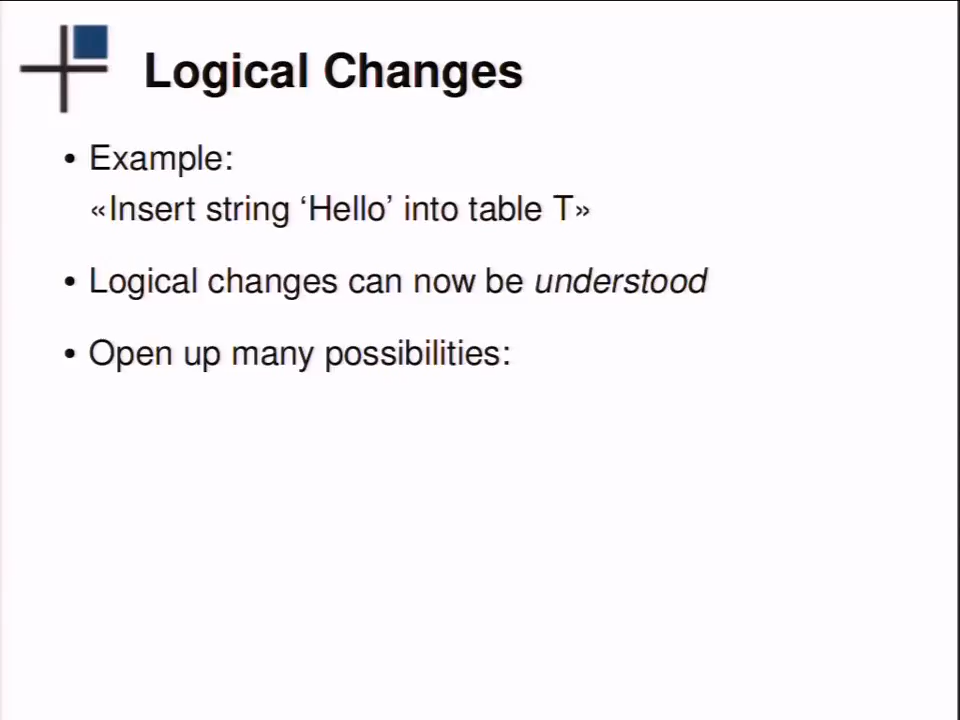 Logical Changes
• Example:
«Insert string ‘Hello’ into table T»
• Logical changes can now be understood
• Open up many possibilities: